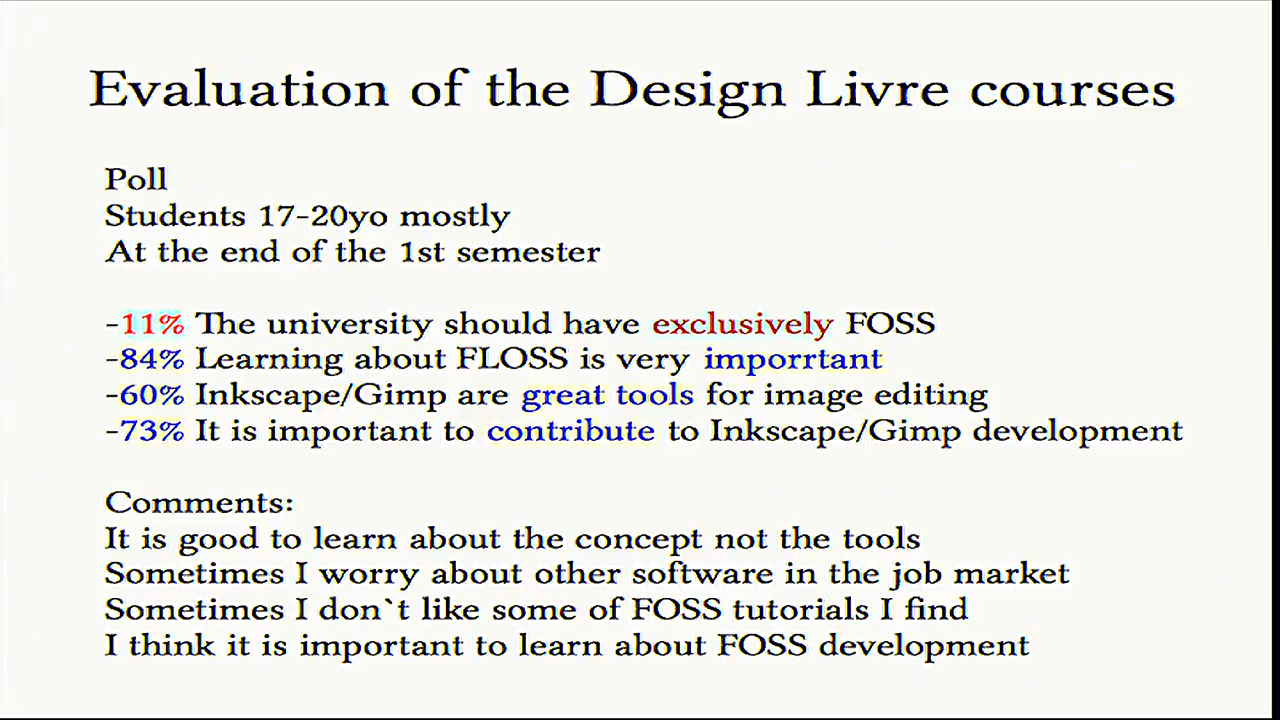 Evaluation of the Design Livre courses
Poll
Students 17-20yo mostly
At the end of the 1st semester
-11% The university should have exclusively FOSS
-84% Learning about FLOSS is very imporrtant
-60% Inkscape/Gimp are great tools for image editing
-73% It is important to contribute to Inkscape/Gimp development
Comments:
It is good to learn about the concept not the tools
Sometimes I worry about other software in the job market
Sometimes I don`t like some of FOSS tutorials I find
I think it is important to learn about FOSS development